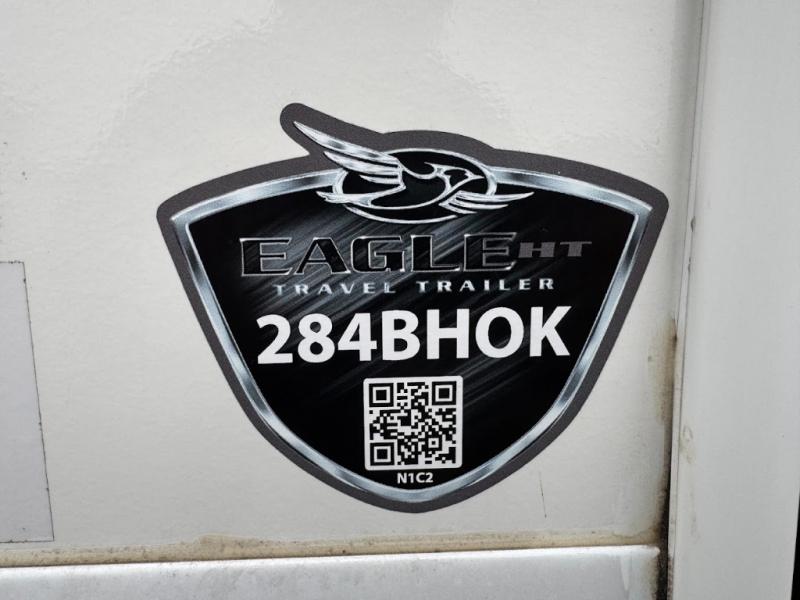 EAGLE HT
TRAVEL TRAILER
284BHOK
N1C2